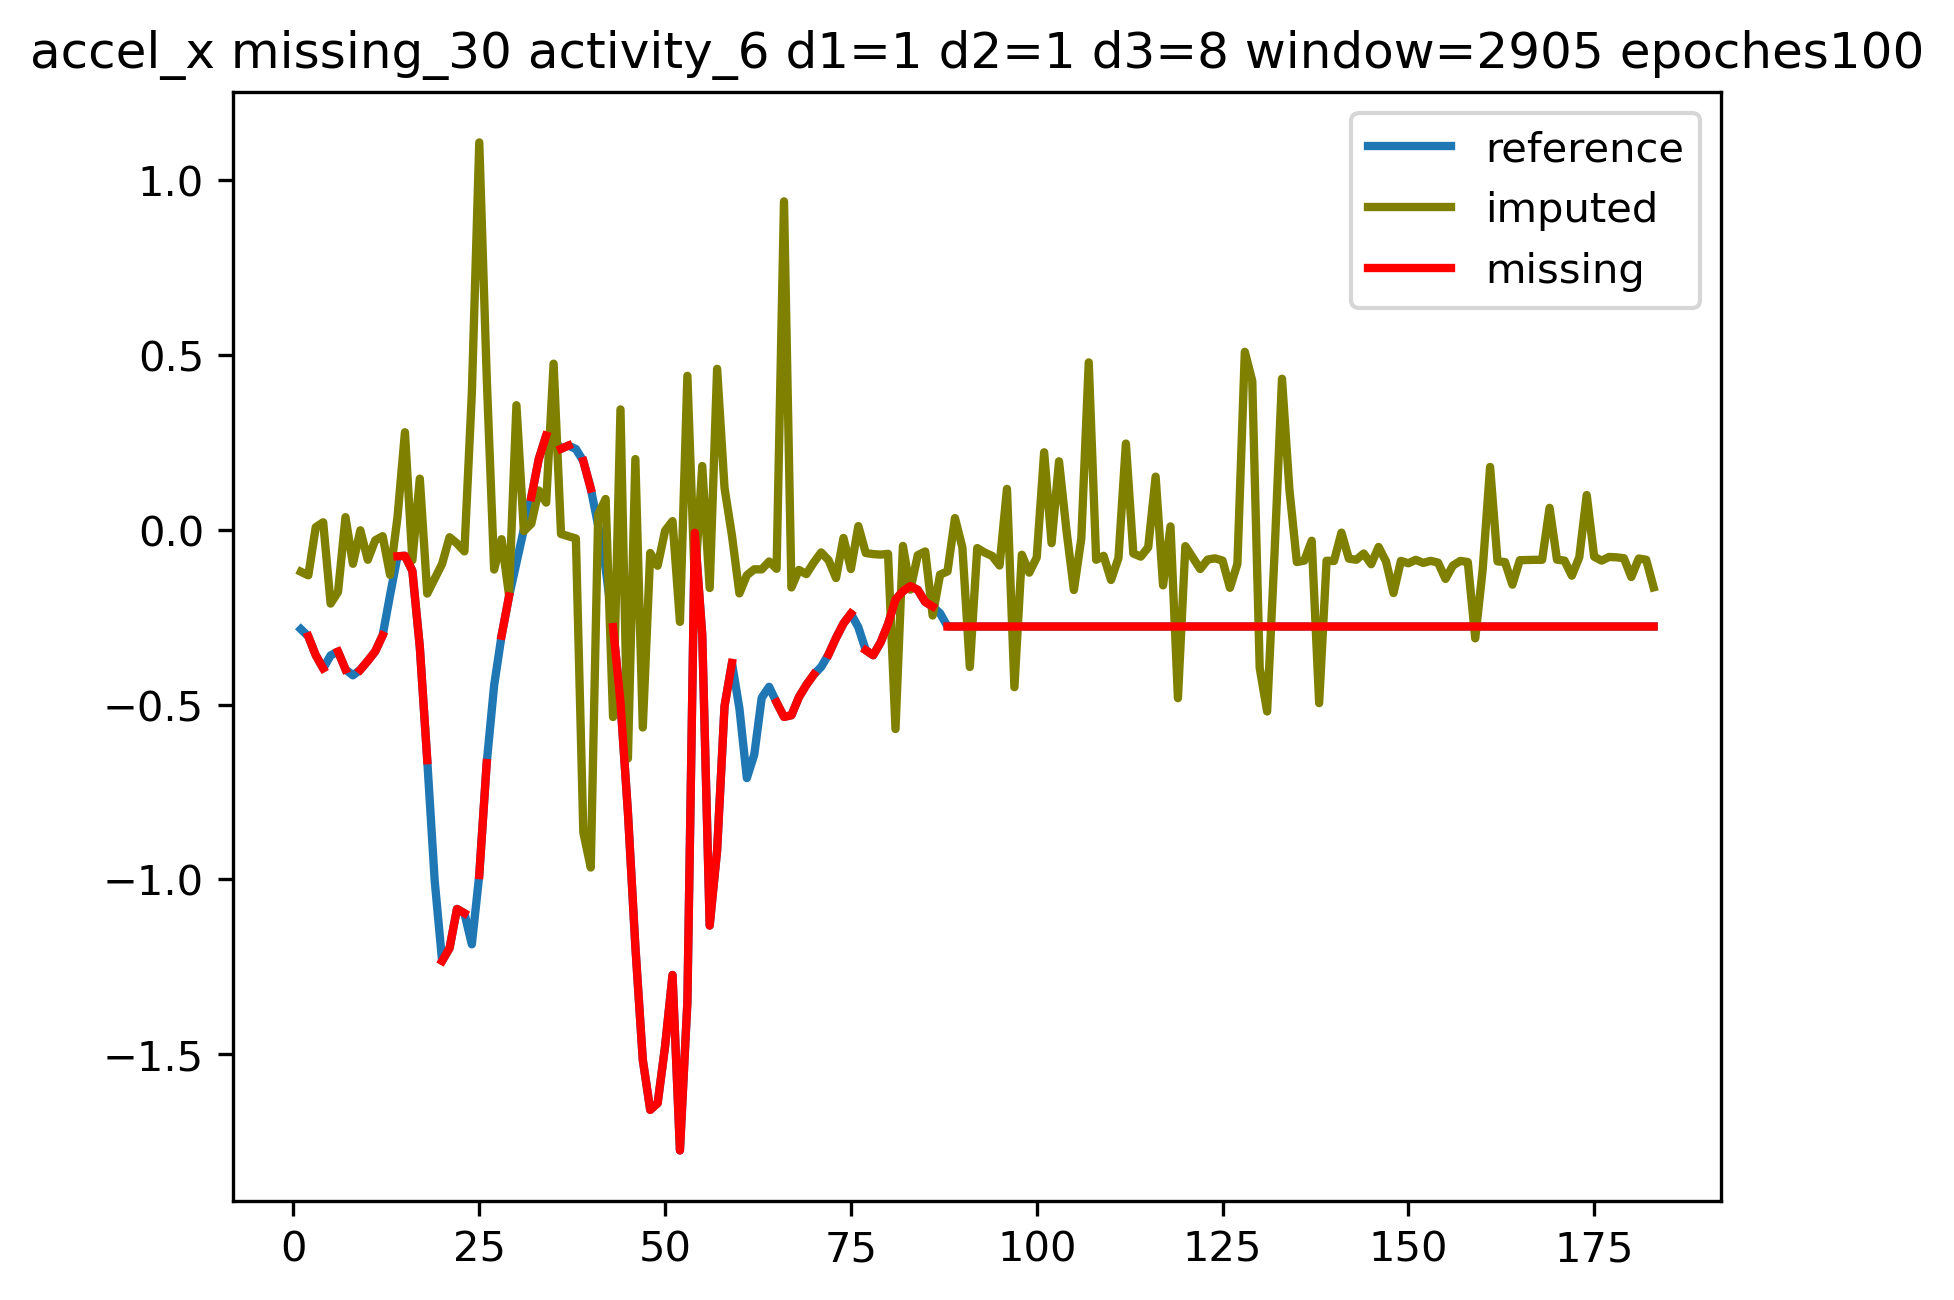 accel_x missing_30 activity_6 d1=1 d2=1 d3=8 window=2905 epoches100
reference
imputed
missing
1.0
0.5
0.0
−0.5
−1.0
−1.5
0 25 50 75 100 125 150 175